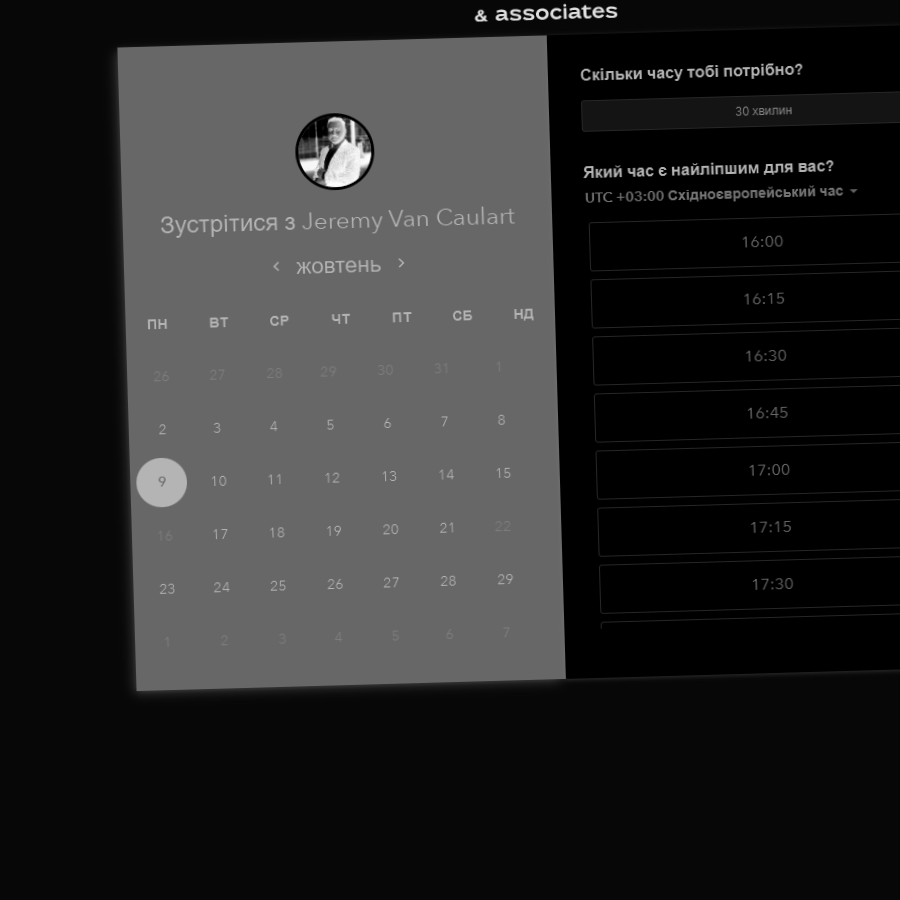 & associates
Зустрітися з Jeremy Van Caulart
жовтень
ПН ВТ СР ЧТ ПТ СБ НД
26 27 28 29 30 31 1
2 3 4 5 6 7 8
9 10 11 12 13 14 15
16 17 18 19 20 21 22
23 24 25 26 27 28 29
1 2 3 4 5 6 7
Скільки часу тобі потрібно?
30 хвилин
Який час є найліпшим для вас?
UTC +03:00 Східноєвропейський час
16:00
16:15
16:30
16:45
17:00
17:15
17:30